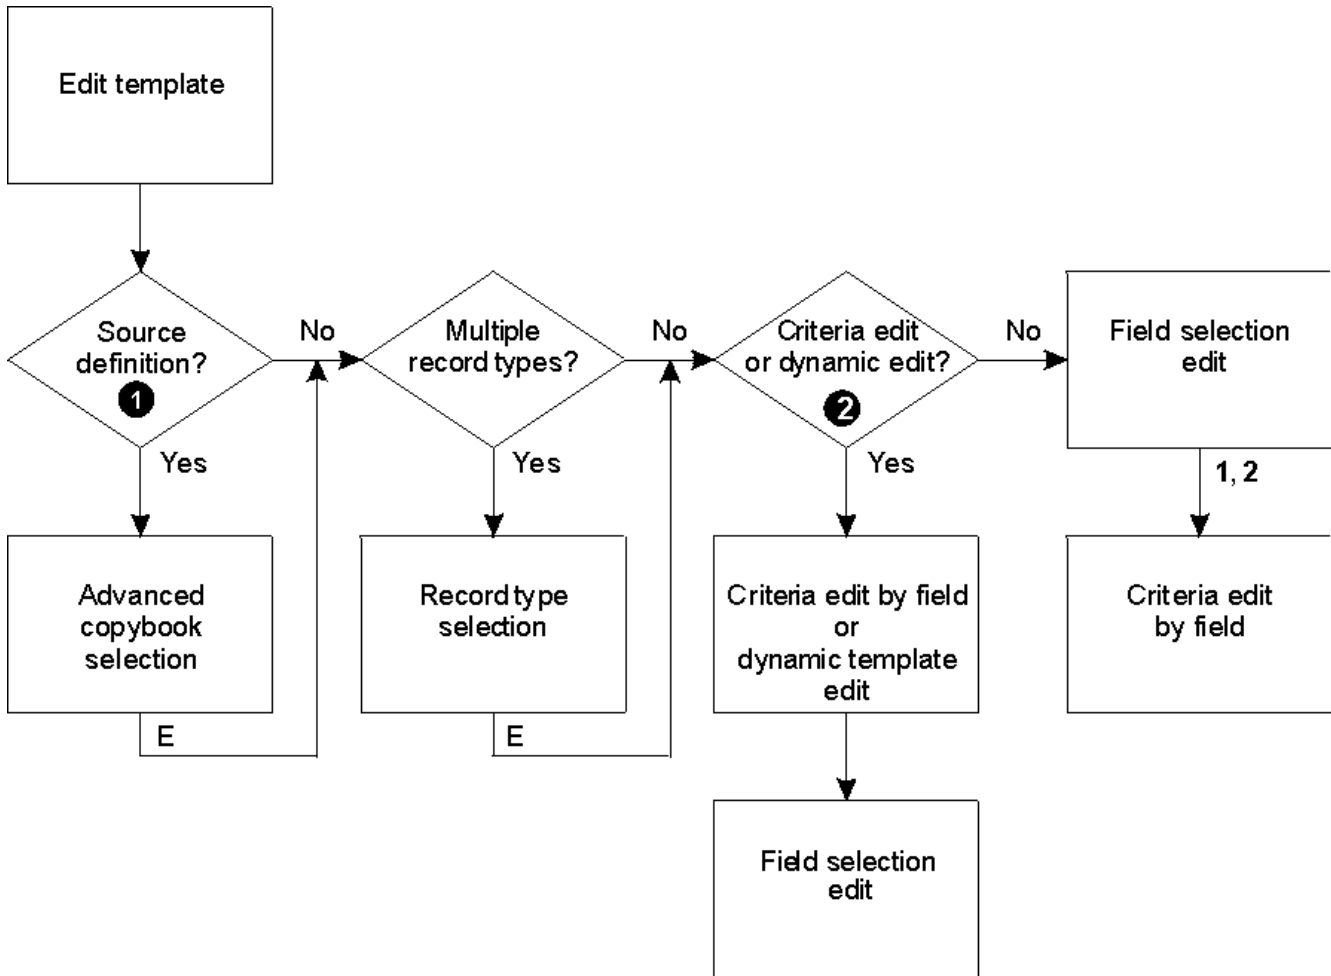 Edit template
Source
definition?
1
No
Multiple
record types?
No
Criteria edit
or dynamic edit?
2
No
Field selection
edit
Yes
Yes
Yes
1, 2
Advanced
copybook
selection
E
Record type
selection
E
Criteria edit by field
or
dynamic template
edit
Criteria edit
by field
Field selection
edit